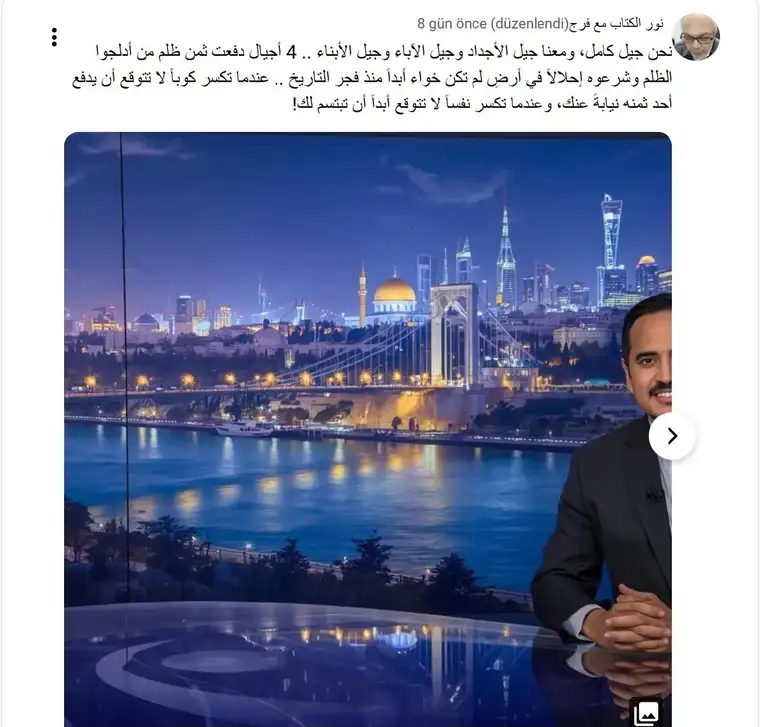 نور الكتاب مع فرج(düzenlendi) 8 gün önce
نحن جيل كامل، ومعنا جيل الأجداد وجيل الآباء وجيل الأبناء .. 4 أجيال دفعت ثمن ظلم من أدلجوا
الظلم وشرعوه إحلالاً في أرضٍ لم تكن خواء أبداً منذ فجر التاريخ .. عندما تكسر كوباً لا تتوقع أن يدفع
أحد ثمنه نيابةً عنك، وعندما تكسر نفساً لا تتوقع أبداً أن تبتسم لك!